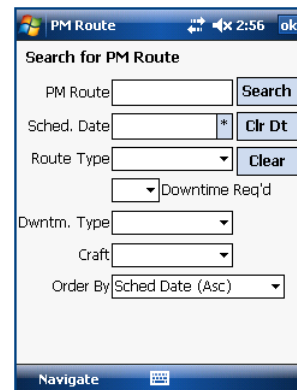 PM Route 2:56 ok
Search for PM Route
PM Route Search
Sched. Date * Clr Dt
Route Type Clear
Downtime Req'd
Dwntm. Type
Craft
Order By Sched Date (Asc)
Navigate